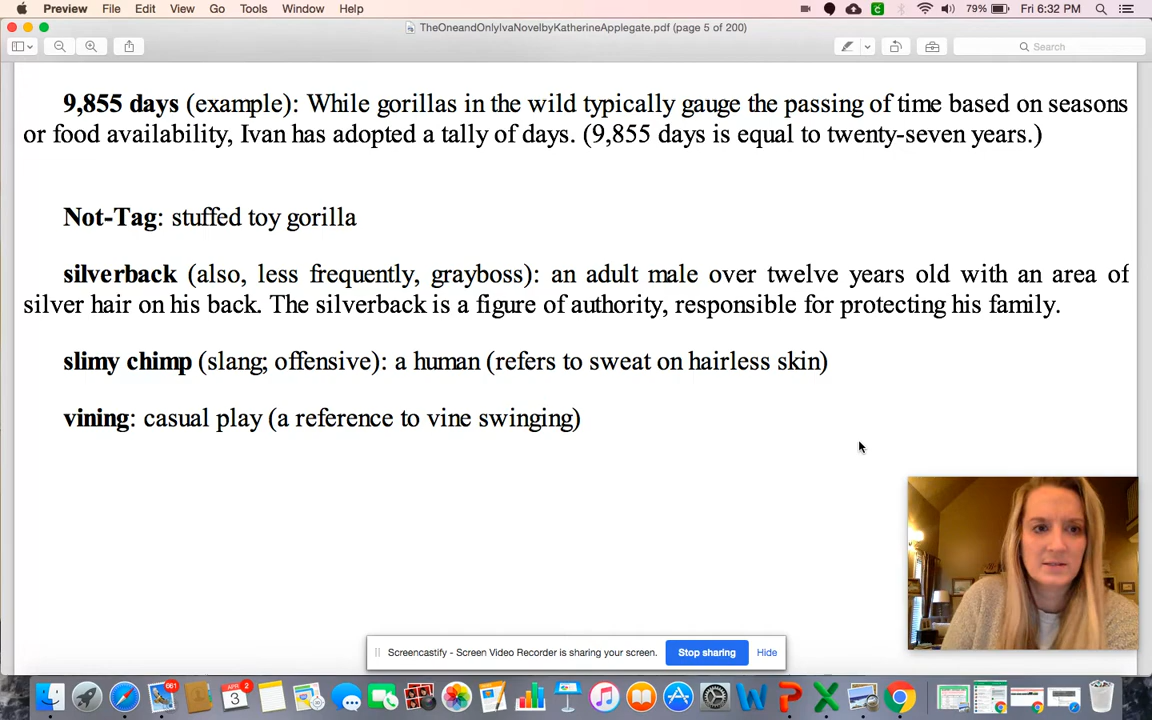 Preview File Edit View Go Tools Window Help 79% Fri 6:32 PM
TheOneandOnlyIvaNovelbyKatherineApplegate.pdf (page 5 of 200)
Search
9,855 days (example): While gorillas in the wild typically gauge the passing of time based on seasons
or food availability, Ivan has adopted a tally of days. (9,855 days is equal to twenty-seven years.)
Not-Tag: stuffed toy gorilla
silverback (also, less frequently, grayboss): an adult male over twelve years old with an area of
silver hair on his back. The silverback is a figure of authority, responsible for protecting his family.
slimy chimp (slang; offensive): a human (refers to sweat on hairless skin)
vining: casual play (a reference to vine swinging)
Screencastify - Screen Video Recorder is sharing your screen. Stop sharing Hide
661
APR 2
3